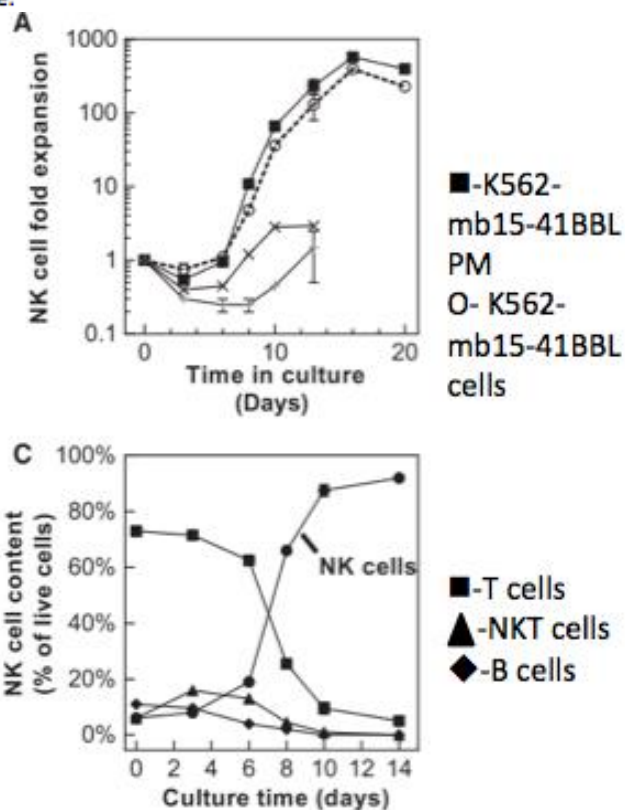 A
1000
100
10
1
0.1
NK cell fold expansion
0
10
20
Time in culture
(Days)
■-K562-
mb15-41BBL
PM
O- K562-
mb15-41BBL
cells
C
100%
80%
60%
40%
20%
0%
NK cell content
(% of live cells)
NK cells
0 2 4 6 8 10 12 14
Culture time (days)
■-T cells
▲-NKT cells
◆-B cells